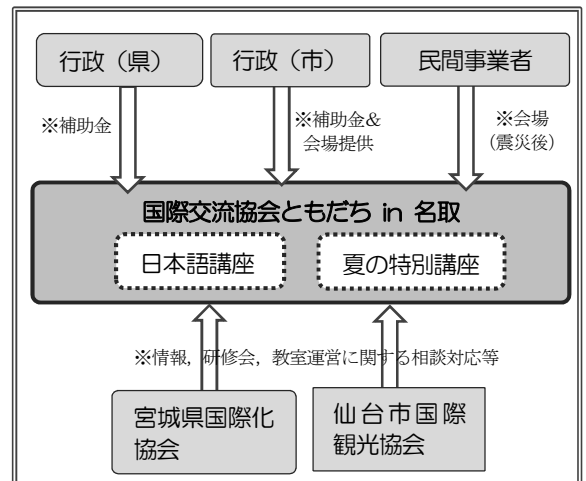 行政（県）
行政（市）
民間事業者
※補助金
※補助金＆
会場提供
※会場
（震災後）
国際交流協会ともだち in 名取
日本語講座
夏の特別講座
※情報，研修会，教室運営に関する相談対応等
宮城県国際化
協会
仙台市国際
観光協会